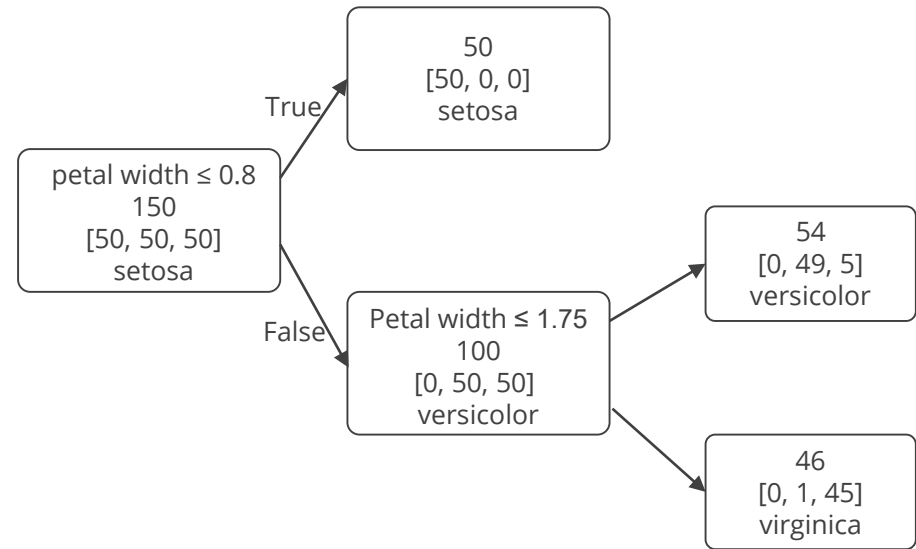 50
[50, 0, 0]
setosa
True
petal width ≤ 0.8
150
[50, 50, 50]
setosa
False
Petal width ≤ 1.75
100
[0, 50, 50]
versicolor
54
[0, 49, 5]
versicolor
46
[0, 1, 45]
virginica